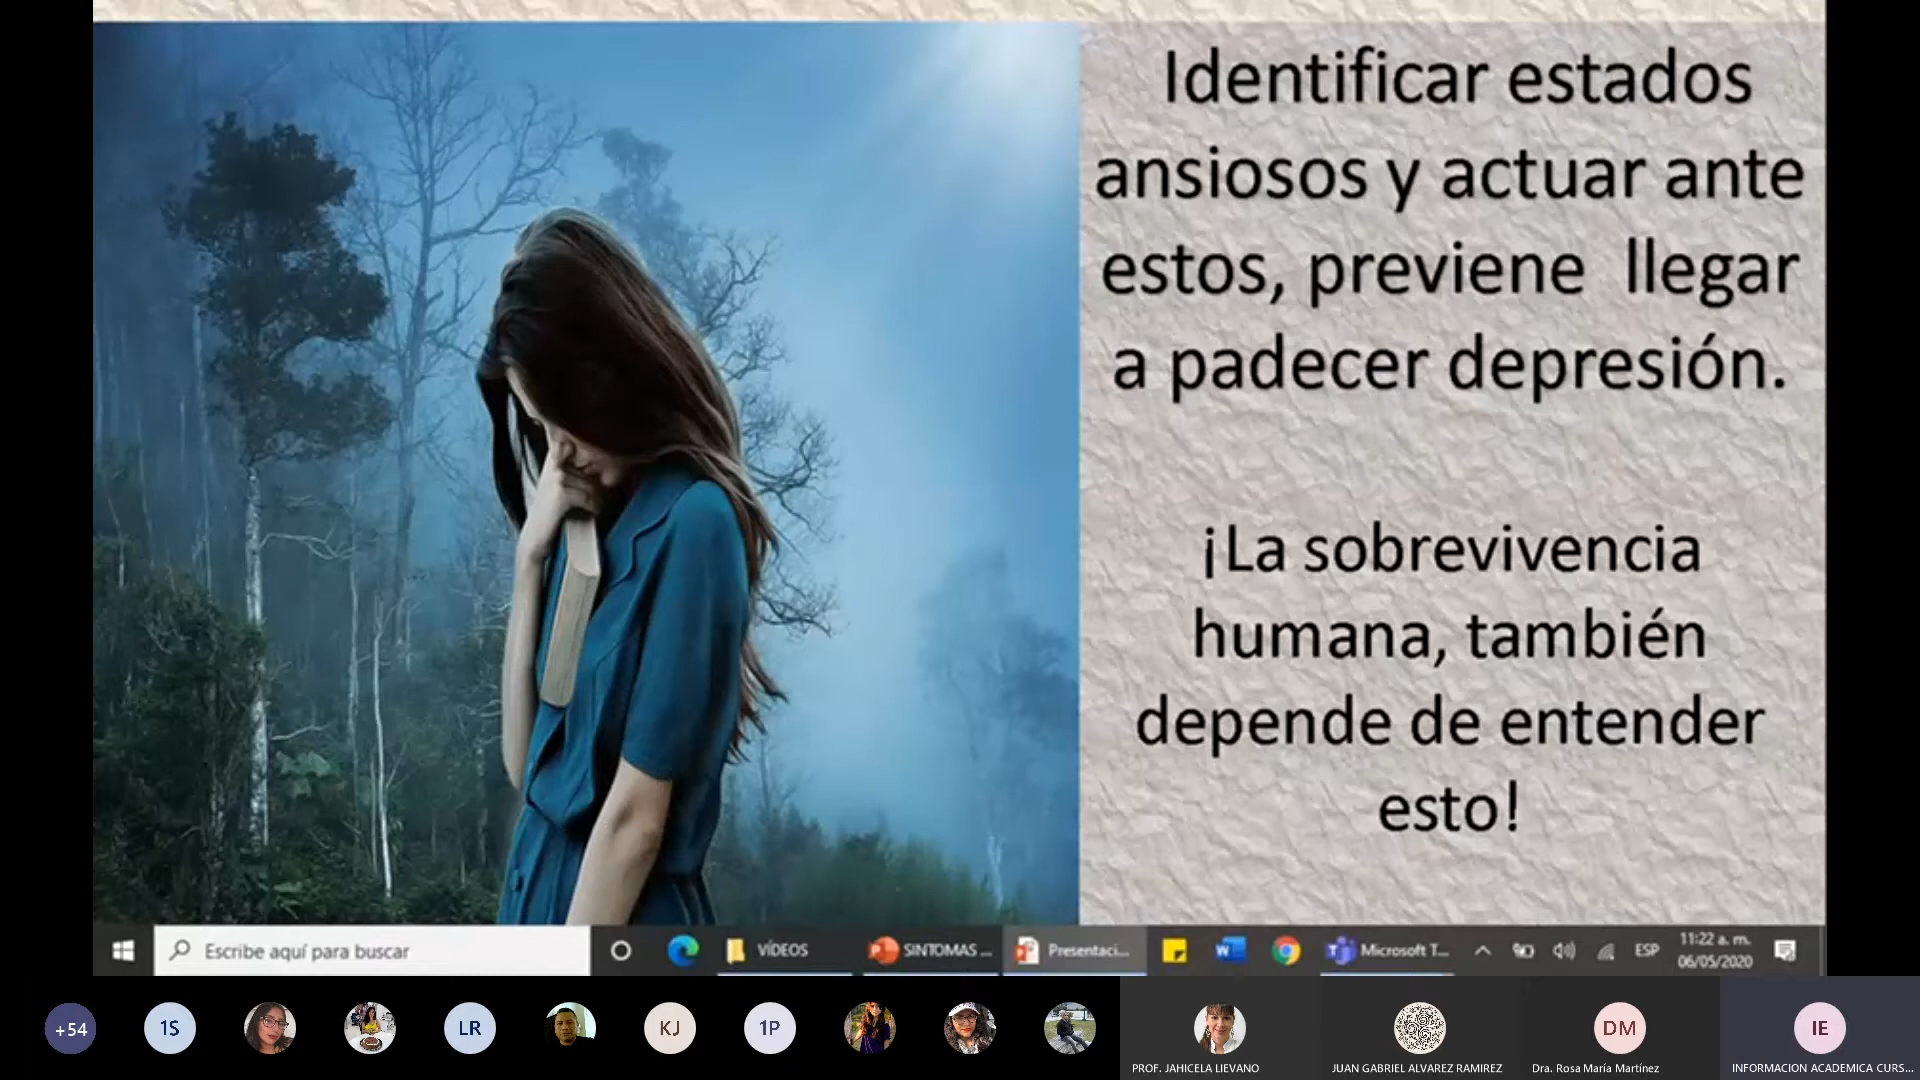 Identificar estados
ansiosos y actuar ante
estos, previene llegar
a padecer depresión.
¡La sobrevivencia
humana, también
depende de entender
esto!
Escribe aquí para buscar
VÍDEOS
SINTOMAS ...
Presentaci...
Microsoft T...
ESP
11:22 a. m.
06/05/2020
+54
1S
LR
KJ
1P
PROF. JAHICELA LIEVANO
JUAN GABRIEL ALVAREZ RAMIREZ
DM
Dra. Rosa María Martínez
IE
INFORMACION ACADEMICA CURS...